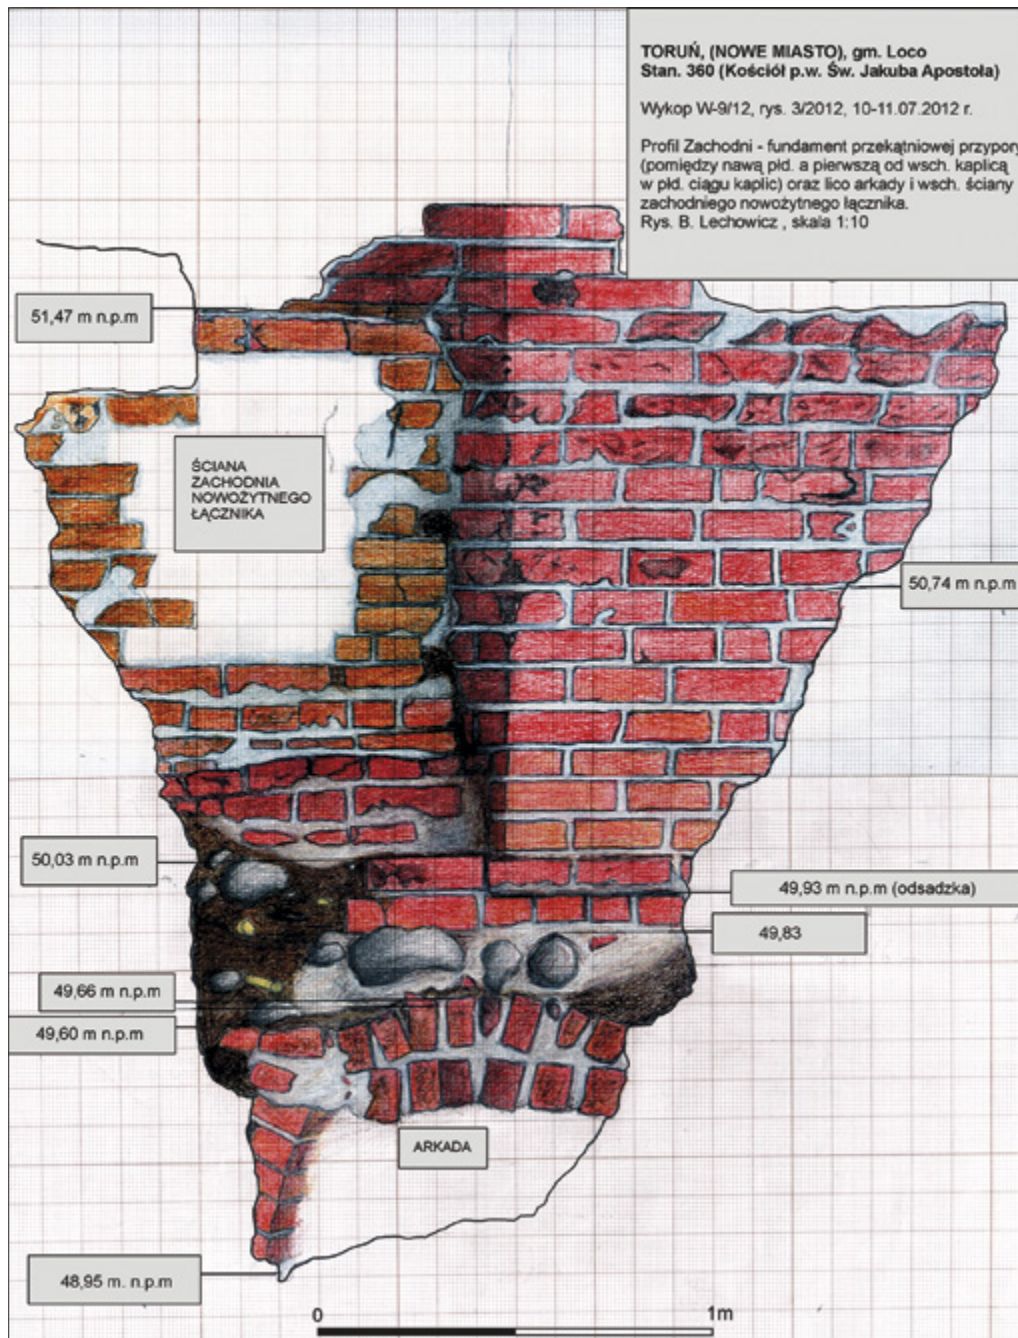 TORUŃ, (NOWE MIASTO), gm. Loco
Stan. 360 (Kościół p.w. Św. Jakuba Apostoła)
Wykop W-9/12, rys. 3/2012, 10-11.07.2012 r.
Profil Zachodni - fundament przekątniowej przypory
(pomiędzy nawą płd. a pierwszą od wsch. kaplicą
w płd. ciągu kaplic) oraz lico arkady i wsch. ściany
zachodniego nowożytnego łącznika.
Rys. B. Lechowicz , skala 1:10
51,47 m n.p.m
ŚCIANA
ZACHODNIA
NOWOŻYTNEGO
ŁĄCZNIKA
50,74 m n.p.m
50,03 m n.p.m
49,93 m n.p.m (odsadzka)
49,83
49,66 m n.p.m
49,60 m n.p.m
ARKADA
48,95 m. n.p.m
0 1m